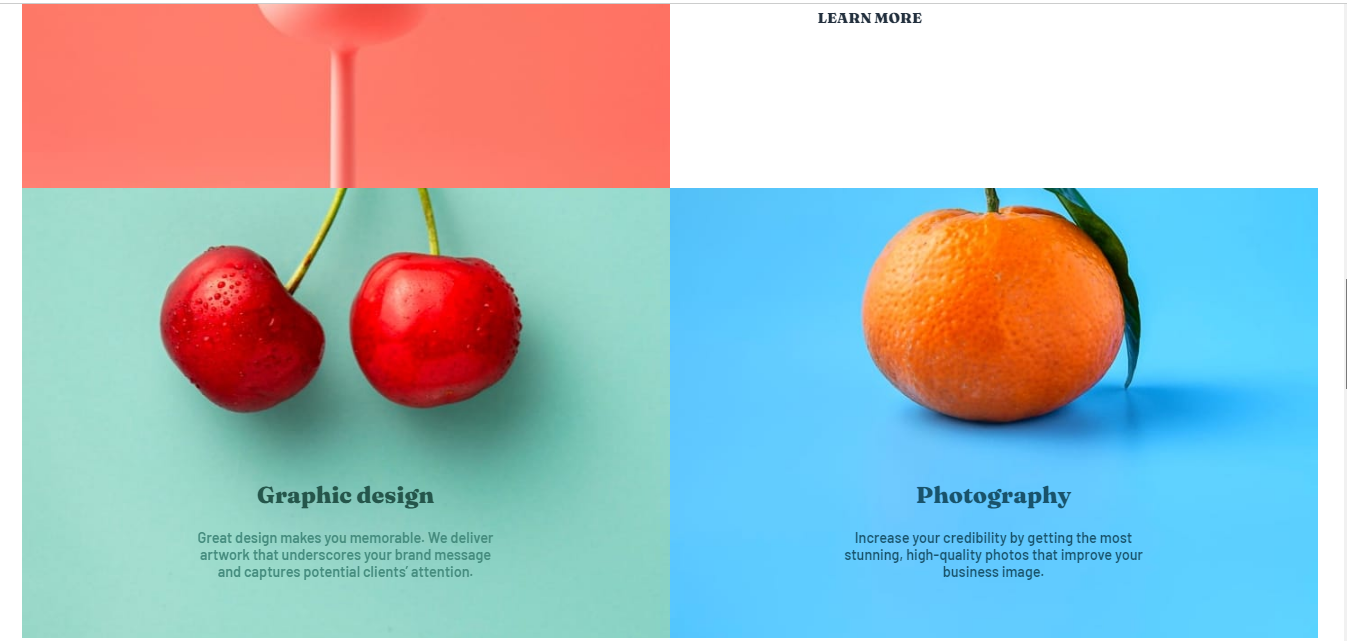 LEARN MORE
Graphic design
Great design makes you memorable. We deliver
artwork that underscores your brand message
and captures potential clients’ attention.
Photography
Increase your credibility by getting the most
stunning, high-quality photos that improve your
business image.